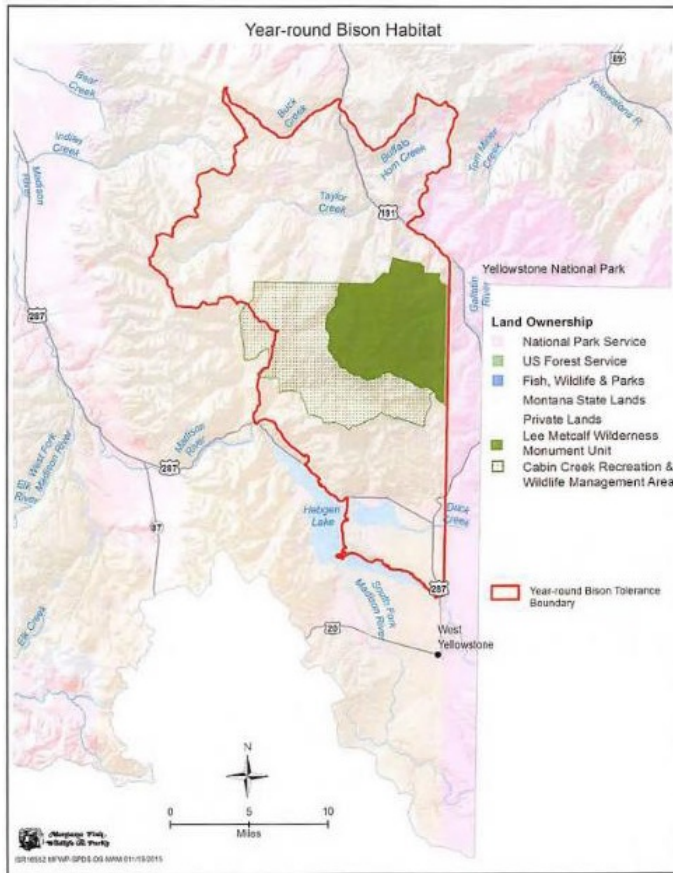 Year-round Bison Habitat
89
Bear
Creek
Buck
Creek
Yellowstone R.
Indian
Creek
Buffalo
Horn Creek
Tom Miner
Creek
Madison
River
Taylor
Creek
191
Yellowstone National Park
Gallatin
River
287
Land Ownership
National Park Service
US Forest Service
Fish, Wildlife & Parks
Montana State Lands
Private Lands
Lee Metcalf Wilderness
Monument Unit
Cabin Creek Recreation &
Wildlife Management Area
Madison
River
West Fork
Madison River
Elk
River
287
Hebgen
Lake
Duck
Creek
87
287
Year-round Bison Tolerance
Boundary
South Fork
Madison River
Elk Creek
20
West
Yellowstone
N
0 5 10
Miles
Montana Fish
Wildlife & Parks